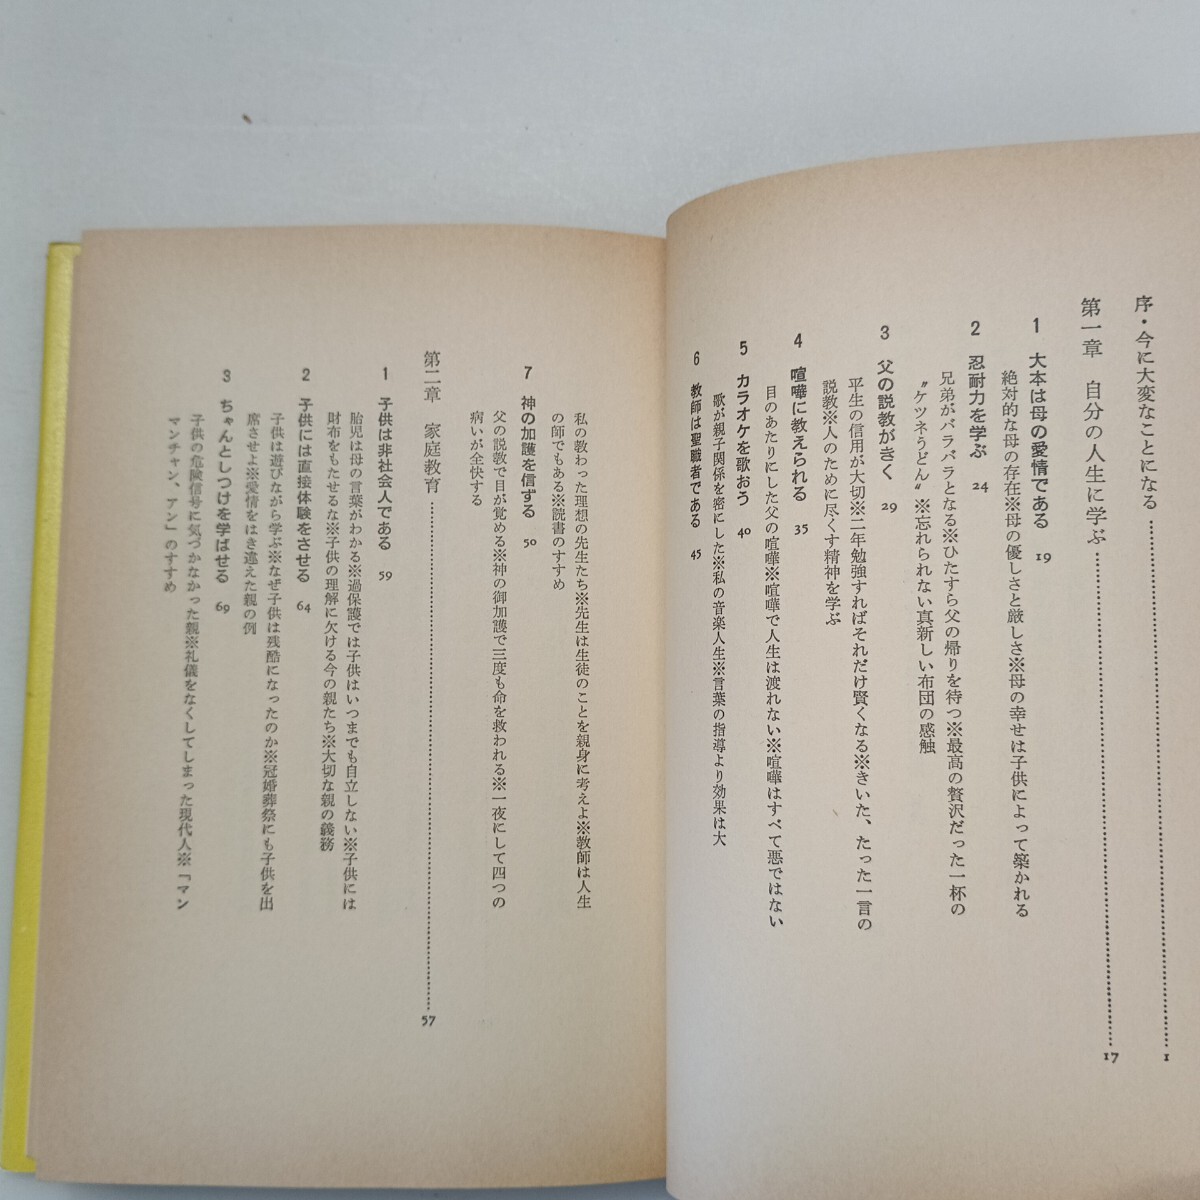 序・今に大変なことになる…………1
第一章　自分の人生に学ぶ…………17
1　大本は母の愛情である　19
絶対的な母の存在※母の優しさと厳しさ※母の幸せは子供によって築かれる
2　忍耐力を学ぶ　24
兄弟がバラバラとなる※ひたすら父の帰りを待つ※最高の贅沢だった一杯の
〝ケツネうどん〟※忘れられない真新しい布団の感触
3　父の説教がきく　29
平生の信用が大切※二年勉強すればそれだけ賢くなる※きいた、たった一言の
説教※人のために尽くす精神を学ぶ
4　喧嘩に教えられる　35
目のあたりにした父の喧嘩※喧嘩で人生は渡れない※喧嘩はすべて悪ではない
5　カラオケを歌おう　40
歌が親子関係を密にした※私の音楽人生※言葉の指導より効果は大
6　教師は聖職者である　45
私の教わった理想の先生たち※先生は生徒のことを親身に考えよ※教師は人生
の師でもある※読書のすすめ
7　神の加護を信ずる　50
父の説教で目が覚める※神の御加護で三度も命を救われる※一夜にして四つの
病いが全快する
第二章　家庭教育…………57
1　子供は非社会人である　59
胎児は母の言葉がわかる※過保護では子供はいつまでも自立しない※子供には
財布をもたせるな※子供の理解に欠ける今の親たち※大切な親の義務
2　子供には直接体験をさせる　64
子供は遊びながら学ぶ※なぜ子供は残酷になったのか※冠婚葬祭にも子供を出
席させよ※愛情をはき違えた親の例
3　ちゃんとしつけを学ばせる　69
子供の危険信号に気づかなかった親※礼儀をなくしてしまった現代人※「マン
マンチャン、アン」のすすめ